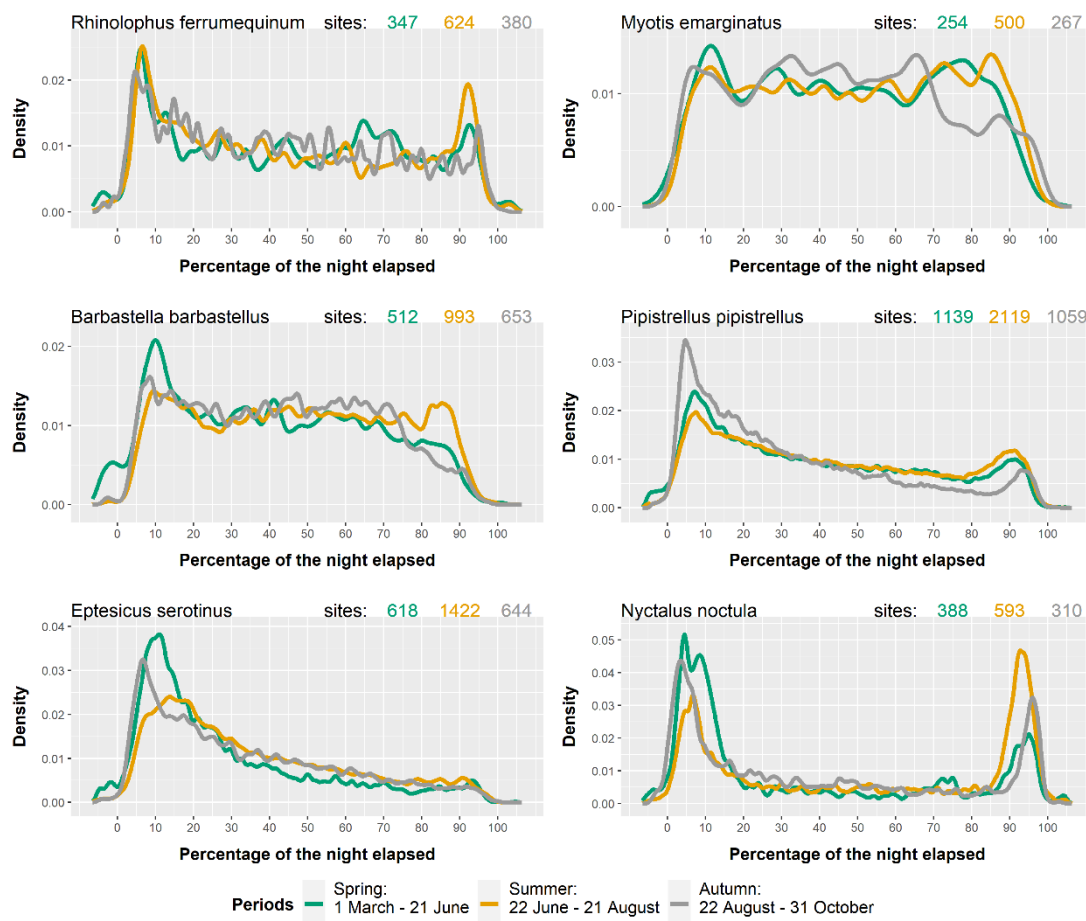 Rhinolophus ferrumequinum sites: 347 624 380
Density
0.02
0.01
0.00
0 10 20 30 40 50 60 70 80 90 100
Percentage of the night elapsed
Myotis emarginatus sites: 254 500 267
Density
0.01
0.00
0 10 20 30 40 50 60 70 80 90 100
Percentage of the night elapsed
Barbastella barbastellus sites: 512 993 653
Density
0.02
0.01
0.00
0 10 20 30 40 50 60 70 80 90 100
Percentage of the night elapsed
Pipistrellus pipistrellus sites: 1139 2119 1059
Density
0.03
0.02
0.01
0.00
0 10 20 30 40 50 60 70 80 90 100
Percentage of the night elapsed
Eptesicus serotinus sites: 618 1422 644
Density
0.04
0.03
0.02
0.01
0.00
0 10 20 30 40 50 60 70 80 90 100
Percentage of the night elapsed
Nyctalus noctula sites: 388 593 310
Density
0.05
0.04
0.03
0.02
0.01
0.00
0 10 20 30 40 50 60 70 80 90 100
Percentage of the night elapsed
Periods
Spring:
1 March - 21 June
Summer:
22 June - 21 August
Autumn:
22 August - 31 October